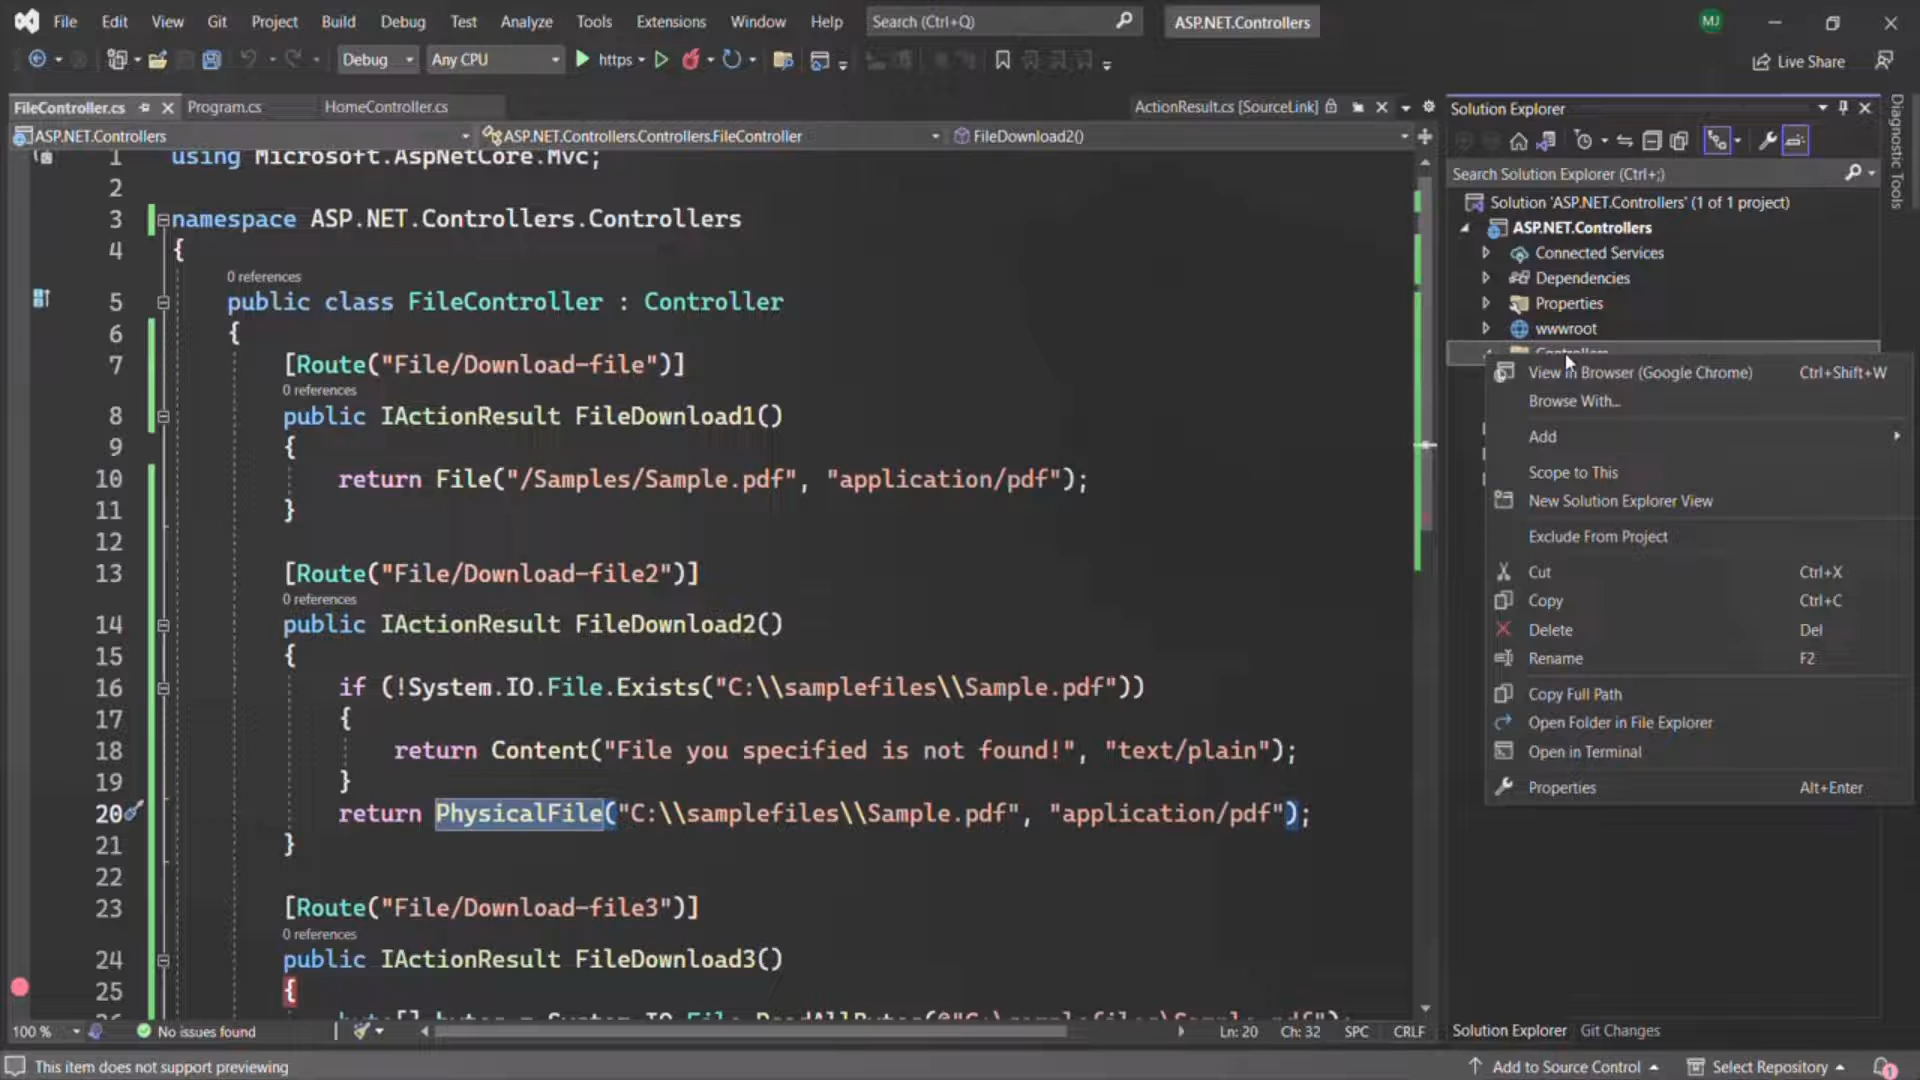 File Edit View Git Project Build Debug Test Analyze Tools Extensions Window Help Search (Ctrl+Q) ASP.NET.Controllers MJ
Debug Any CPU https Live Share
FileController.cs Program.cs HomeController.cs ActionResult.cs [SourceLink]
ASP.NET.Controllers ASP.NET.Controllers.Controllers.FileController FileDownload2()
1 using Microsoft.AspNetCore.Mvc;
2
3 namespace ASP.NET.Controllers.Controllers
4 {
0 references
5 public class FileController : Controller
6 {
7 [Route("File/Download-file")]
0 references
8 public IActionResult FileDownload1()
9 {
10 return File("/Samples/Sample.pdf", "application/pdf");
11 }
12
13 [Route("File/Download-file2")]
0 references
14 public IActionResult FileDownload2()
15 {
16 if (!System.IO.File.Exists("C:\\samplefiles\\Sample.pdf"))
17 {
18 return Content("File you specified is not found!", "text/plain");
19 }
20 return PhysicalFile("C:\\samplefiles\\Sample.pdf", "application/pdf");
21 }
22
23 [Route("File/Download-file3")]
0 references
24 public IActionResult FileDownload3()
25 {
100 % No issues found Ln: 20 Ch: 32 SPC CRLF
This item does not support previewing
Solution Explorer
Search Solution Explorer (Ctrl+;)
Solution 'ASP.NET.Controllers' (1 of 1 project)
ASP.NET.Controllers
Connected Services
Dependencies
Properties
wwwroot
Controllers
View in Browser (Google Chrome) Ctrl+Shift+W
Browse With...
Add
Scope to This
New Solution Explorer View
Exclude From Project
Cut Ctrl+X
Copy Ctrl+C
Delete Del
Rename F2
Copy Full Path
Open Folder in File Explorer
Open in Terminal
Properties Alt+Enter
Solution Explorer Git Changes
Add to Source Control Select Repository 1
Diagnostic Tools